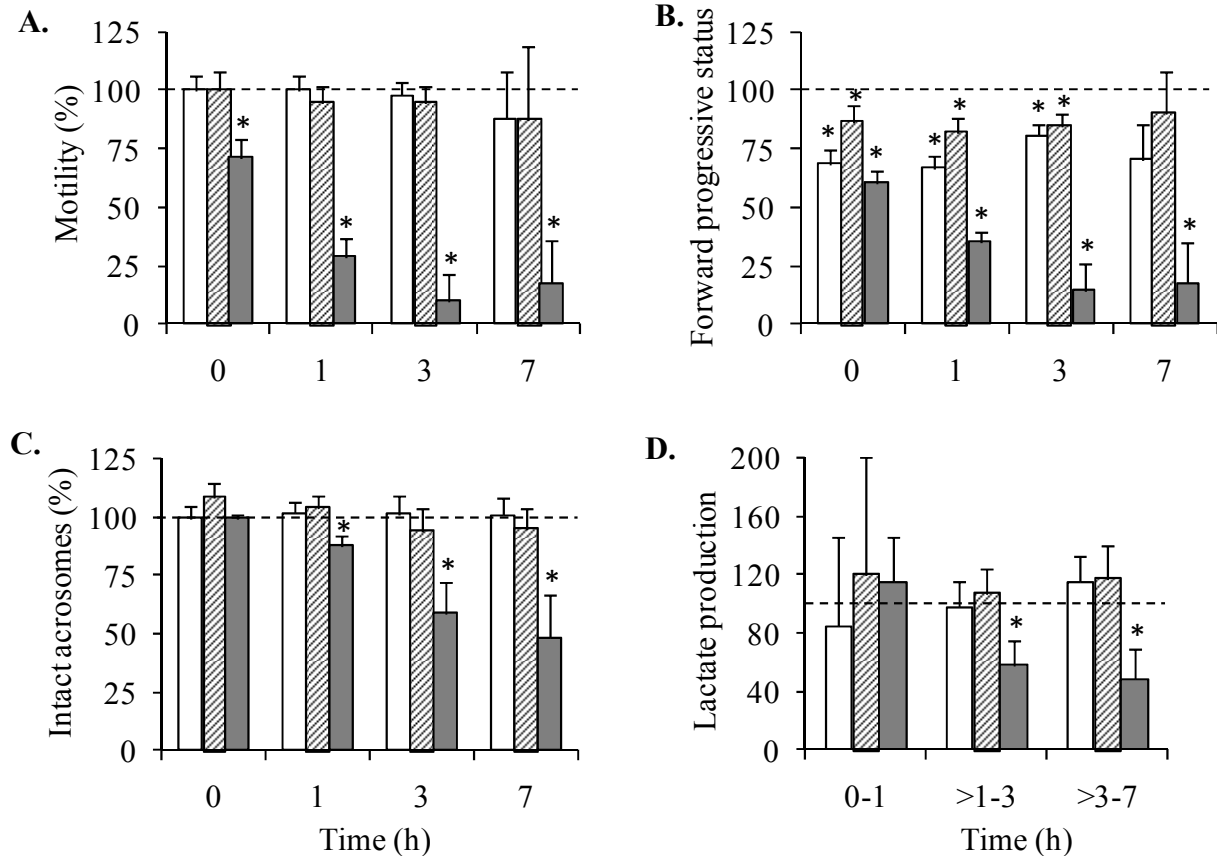 A.
Motility (%)
125
100
75
50
25
0
*
*
*
*
0 1 3 7
B.
Forward progressive status
125
100
75
50
25
0
* * *
* * *
* * *
*
0 1 3 7
C.
Intact acrosomes (%)
125
100
75
50
25
0
*
*
*
0 1 3 7
Time (h)
D.
Lactate production
200
160
120
80
40
0
*
*
0-1 >1-3 >3-7
Time (h)